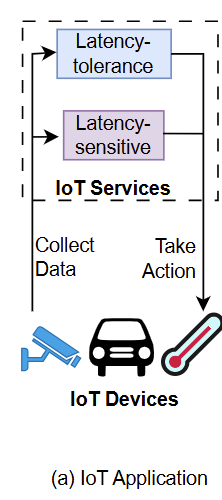 Latency-
tolerance
Latency-
sensitive
IoT Services
Collect
Data
Take
Action
IoT Devices
(a) IoT Application